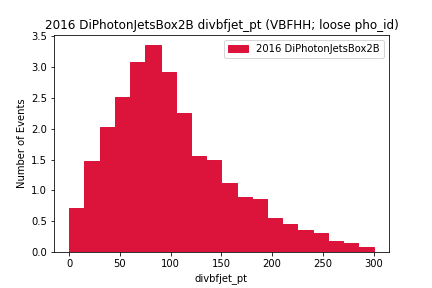 2016 DiPhotonJetsBox2B divbfjet_pt (VBFHH; loose pho_id)
2016 DiPhotonJetsBox2B
Number of Events
3.5
3.0
2.5
2.0
1.5
1.0
0.5
0.0
0 50 100 150 200 250 300
divbfjet_pt